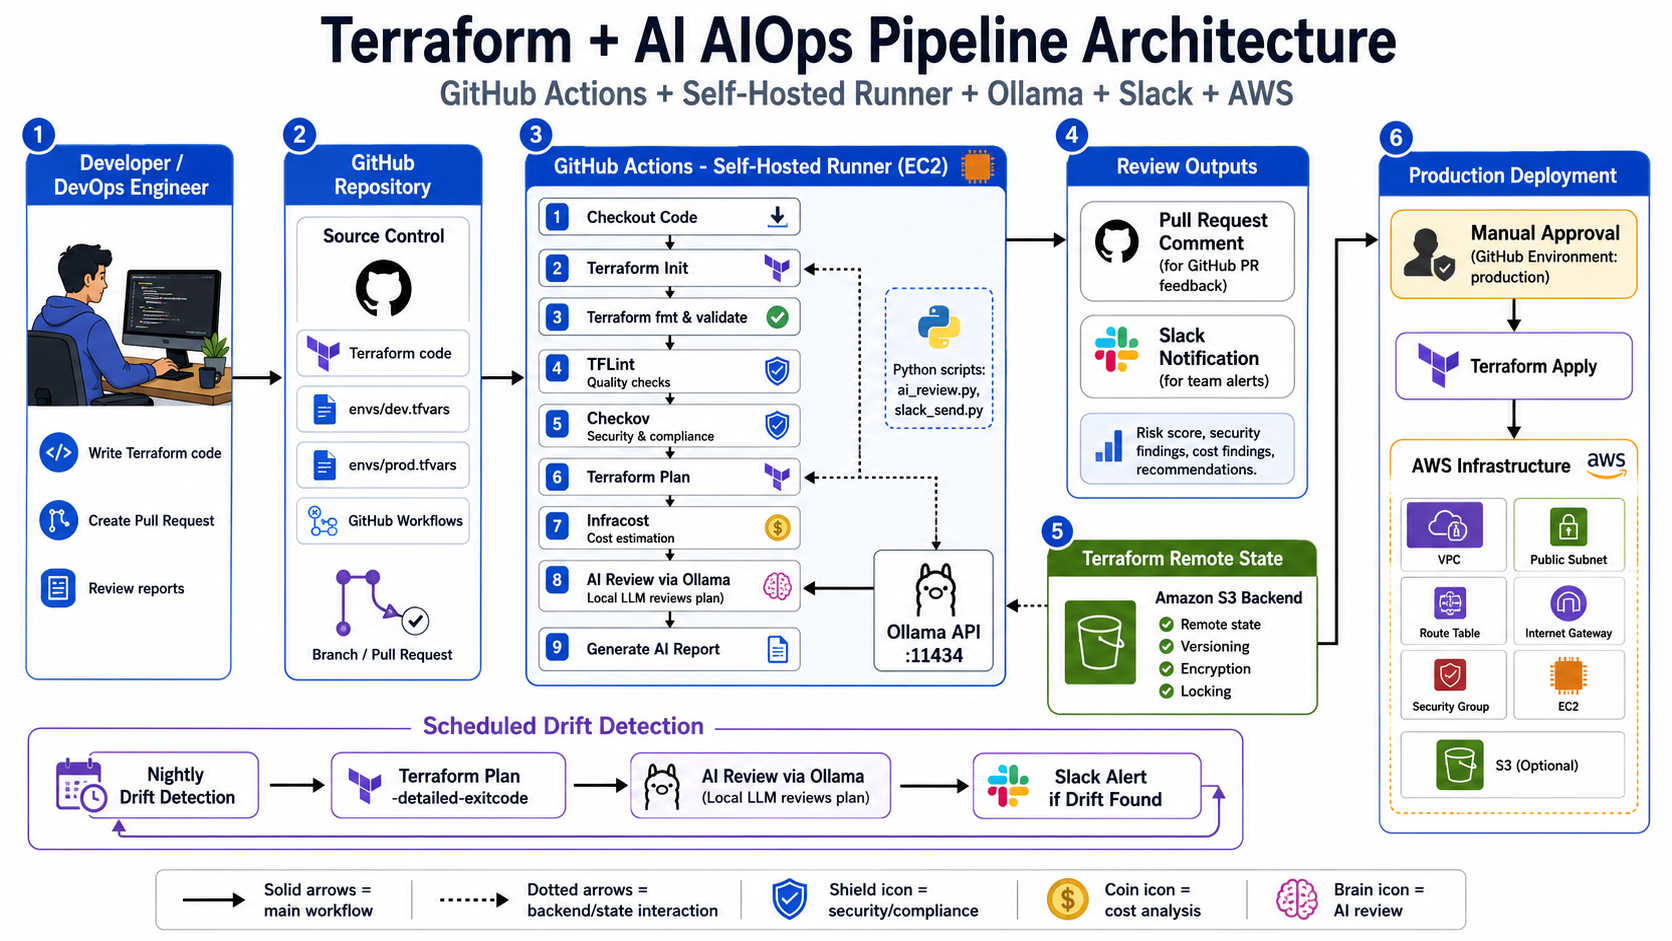 Terraform + AI AIOps Pipeline Architecture
GitHub Actions + Self-Hosted Runner + Ollama + Slack + AWS
1
Developer /
DevOps Engineer
Write Terraform code
Create Pull Request
Review reports
2
GitHub
Repository
Source Control
Terraform code
envs/dev.tfvars
envs/prod.tfvars
GitHub Workflows
Branch / Pull Request
3
GitHub Actions - Self-Hosted Runner (EC2)
1 Checkout Code
2 Terraform Init
3 Terraform fmt & validate
4 TFLint
Quality checks
5 Checkov
Security & compliance
6 Terraform Plan
7 Infracost
Cost estimation
8 AI Review via Ollama
Local LLM reviews plan)
9 Generate AI Report
Python scripts:
ai_review.py,
slack_send.py
Ollama API
:11434
4
Review Outputs
Pull Request
Comment
(for GitHub PR
feedback)
Slack
Notification
(for team alerts)
Risk score, security
findings, cost findings,
recommendations.
5
Terraform Remote State
Amazon S3 Backend
Remote state
Versioning
Encryption
Locking
6
Production Deployment
Manual Approval
(GitHub Environment:
production)
Terraform Apply
AWS Infrastructure
aws
VPC
Public Subnet
Route Table
Internet Gateway
Security Group
EC2
S3 (Optional)
Scheduled Drift Detection
Nightly
Drift Detection
Terraform Plan
-detailed-exitcode
AI Review via Ollama
(Local LLM reviews plan)
Slack Alert
if Drift Found
Solid arrows =
main workflow
Dotted arrows =
backend/state interaction
Shield icon =
security/compliance
Coin icon =
cost analysis
Brain icon =
AI review